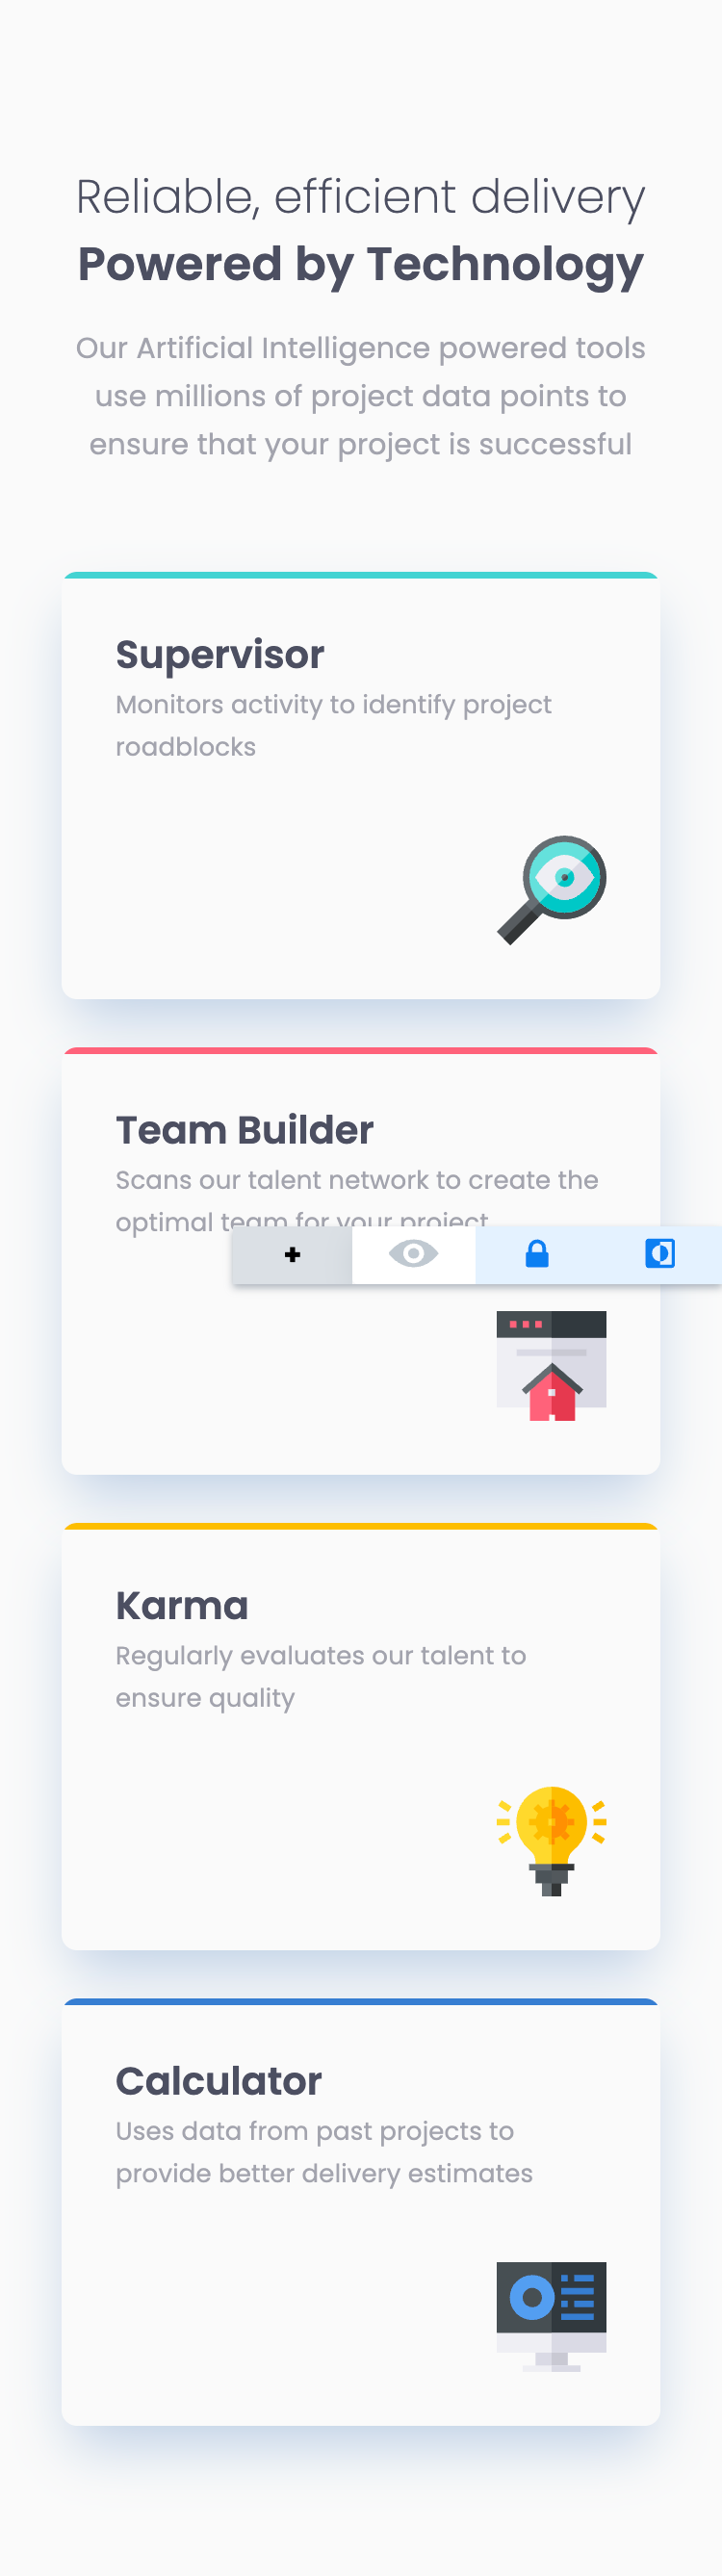 Reliable, efficient delivery
Powered by Technology
Our Artificial Intelligence powered tools
use millions of project data points to
ensure that your project is successful
Supervisor
Monitors activity to identify project
roadblocks
Team Builder
Scans our talent network to create the
optimal team for your project
Karma
Regularly evaluates our talent to
ensure quality
Calculator
Uses data from past projects to
provide better delivery estimates